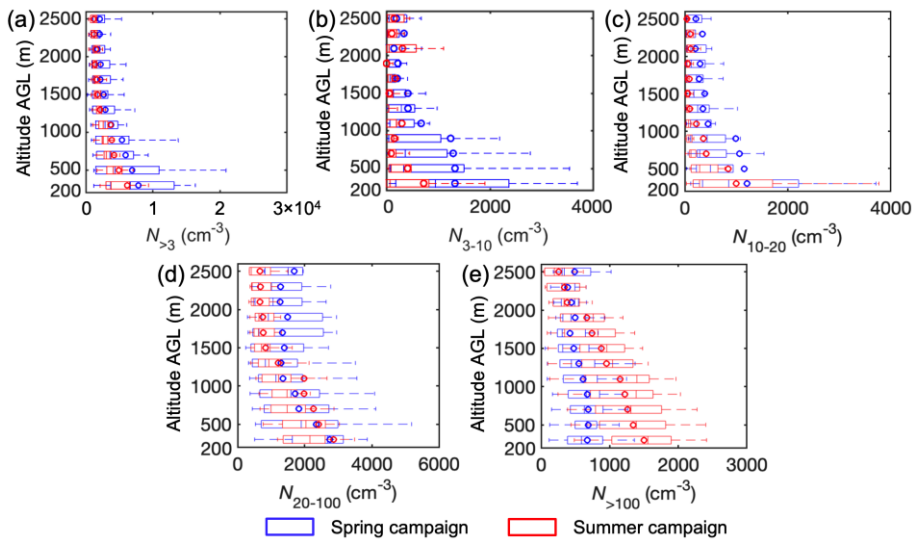 (a)
Altitude AGL (m)
2500
2000
1500
1000
500
200
0
1
2
3×10⁴
N>3 (cm⁻³)
(b)
Altitude AGL (m)
2500
2000
1500
1000
500
200
0
2000
4000
N3-10 (cm⁻³)
(c)
Altitude AGL (m)
2500
2000
1500
1000
500
200
0
2000
4000
N10-20 (cm⁻³)
(d)
Altitude AGL (m)
2500
2000
1500
1000
500
200
0
2000
4000
6000
N20-100 (cm⁻³)
(e)
Altitude AGL (m)
2500
2000
1500
1000
500
200
0
1000
2000
3000
N>100 (cm⁻³)
Spring campaign
Summer campaign